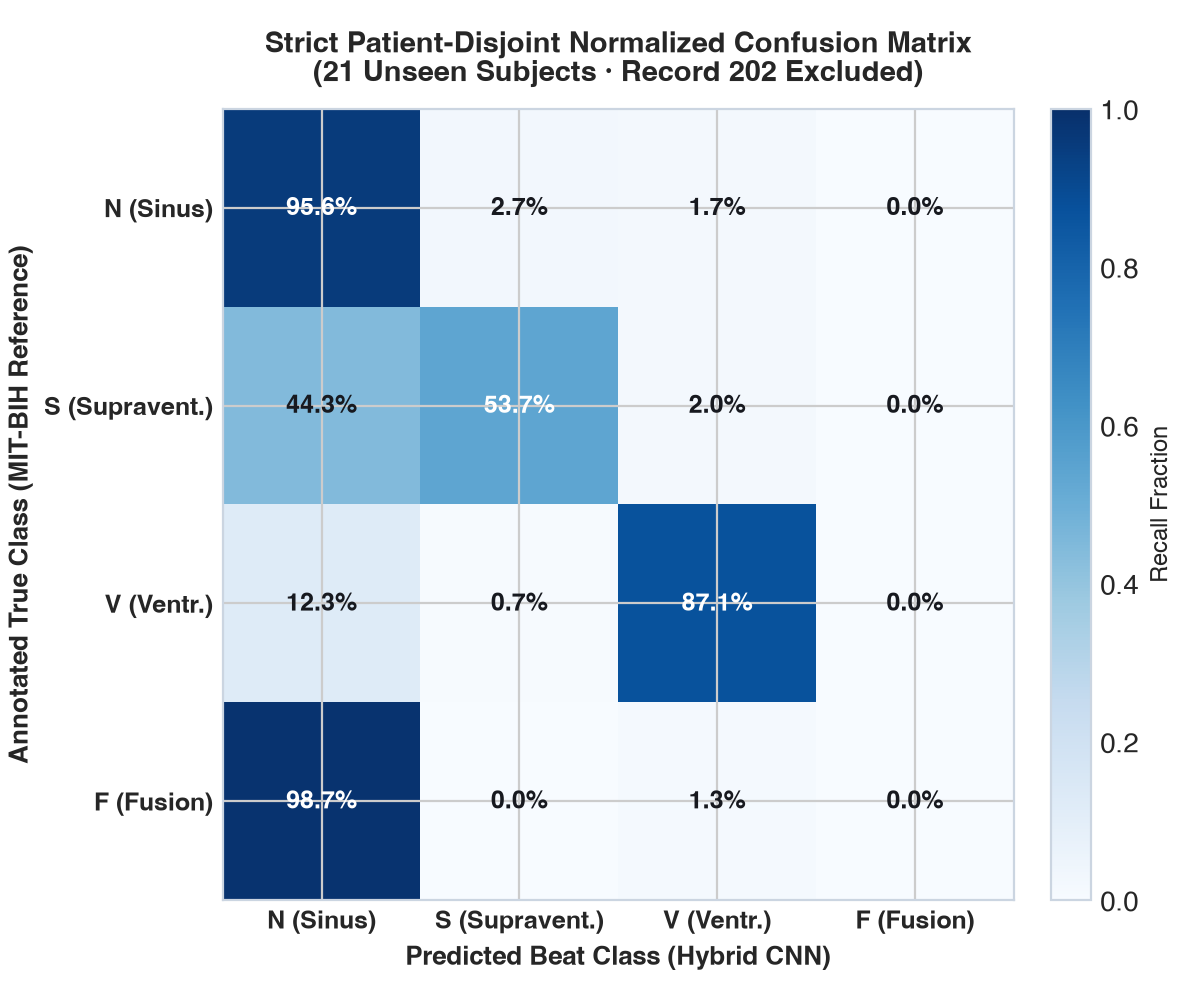 Strict Patient-Disjoint Normalized Confusion Matrix
(21 Unseen Subjects · Record 202 Excluded)
1.0
N (Sinus) 95.6% 2.7% 1.7% 0.0%
0.8
S (Supravent.) 44.3% 53.7% 2.0% 0.0%
0.6
V (Ventr.) 12.3% 0.7% 87.1% 0.0%
0.4
F (Fusion) 98.7% 0.0% 1.3% 0.0%
0.2
0.0
Annotated True Class (MIT-BIH Reference)
Recall Fraction
N (Sinus) S (Supravent.) V (Ventr.) F (Fusion)
Predicted Beat Class (Hybrid CNN)